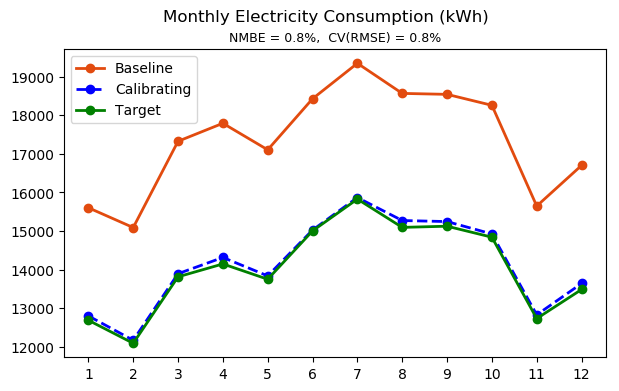 Monthly Electricity Consumption (kWh)
NMBE = 0.8%,  CV(RMSE) = 0.8%
Baseline
Calibrating
Target
19000
18000
17000
16000
15000
14000
13000
12000
1 2 3 4 5 6 7 8 9 10 11 12